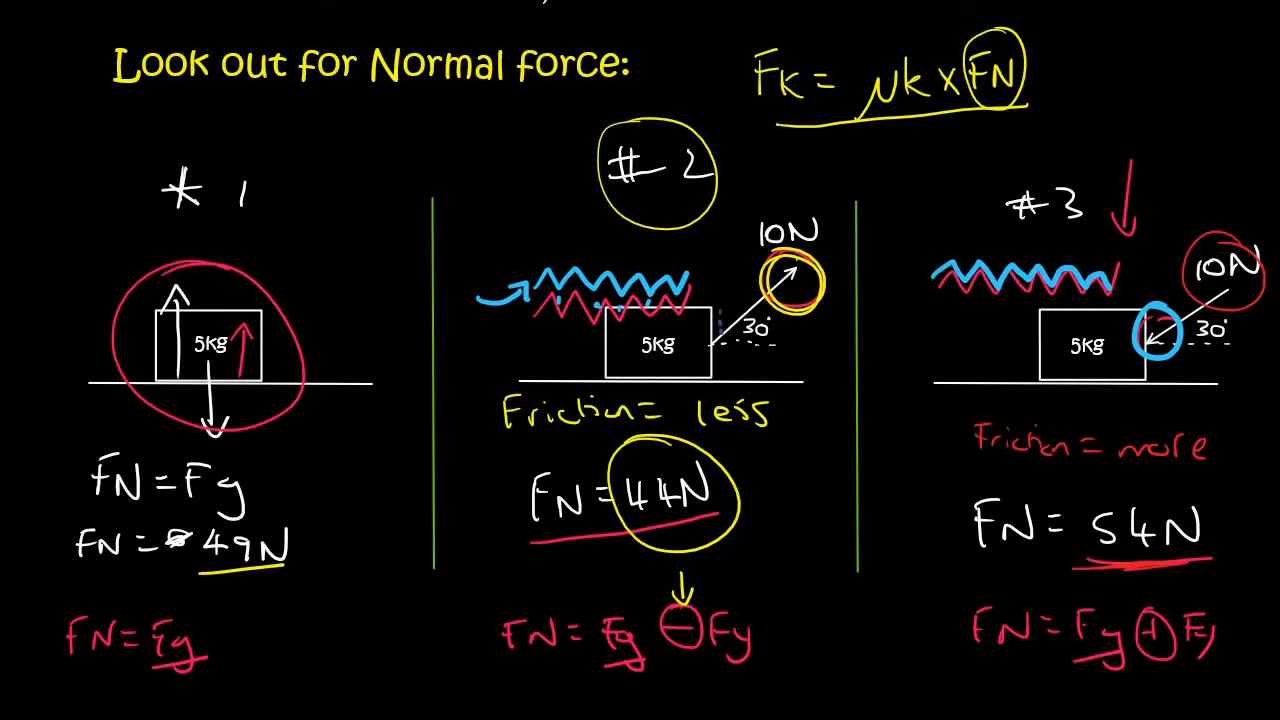 Look out for Normal force:
FK = μk x FN
# 1
5kg
FN = Fg
FN = 49N
FN = Fg
# 2
10N
30°
5kg
Friction = less
FN = 44N
FN = Fg - Fy
# 3
10N
30°
5kg
Friction = more
FN = 54N
FN = Fg + Fy